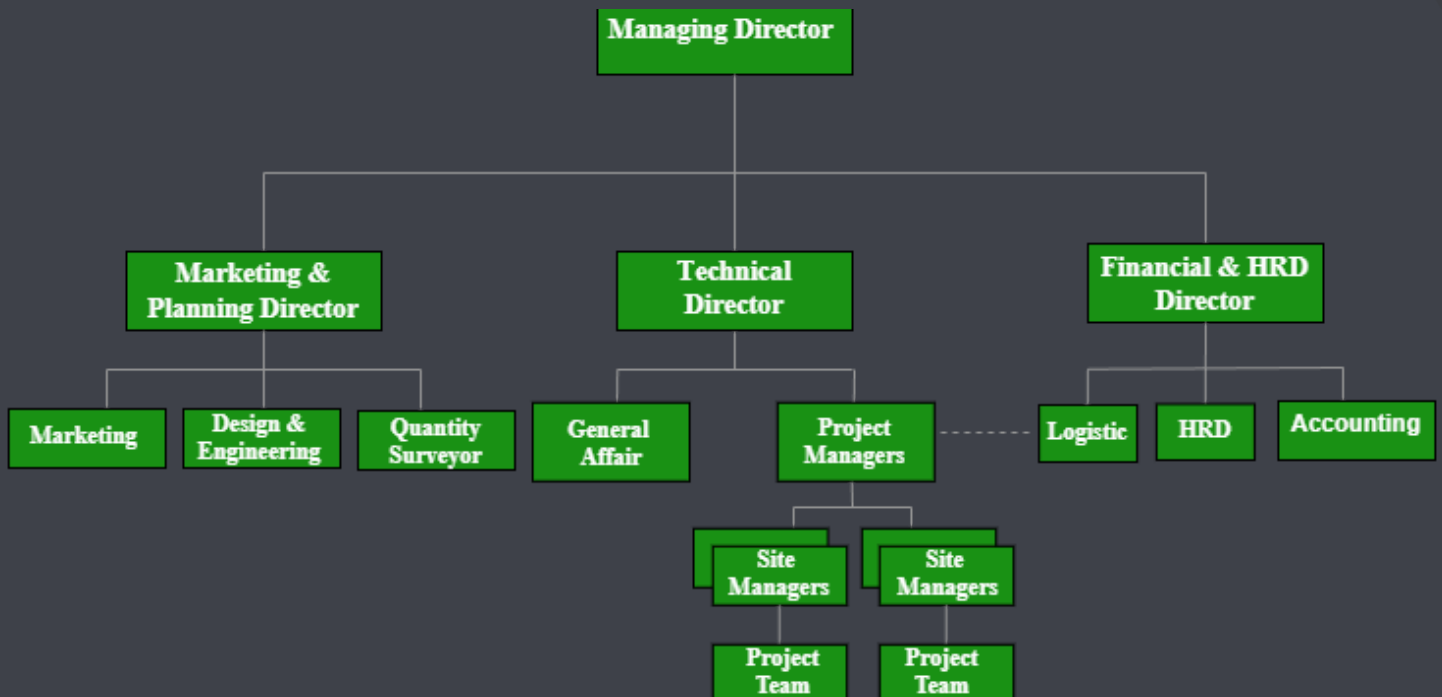 Managing Director
Marketing &
Planning Director
Technical
Director
Financial & HRD
Director
Marketing
Design &
Engineering
Quantity
Surveyor
General
Affair
Project
Managers
Logistic
HRD
Accounting
Site
Managers
Site
Managers
Project
Team
Project
Team